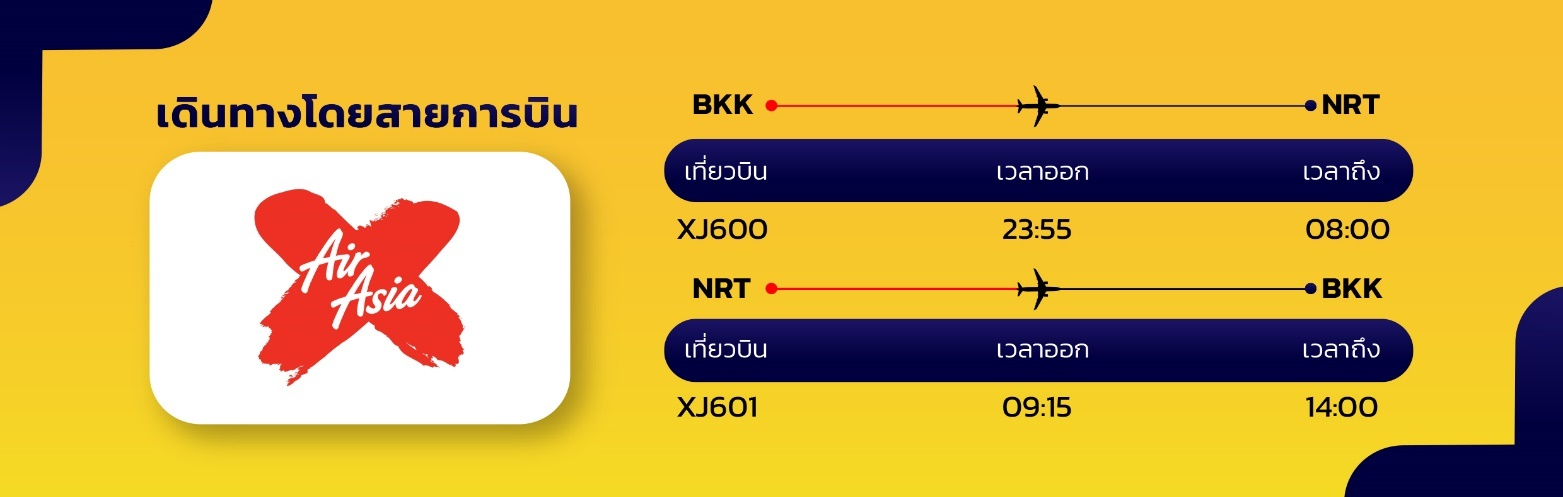 เดินทางโดยสายการบิน
Air
Asia
BKK NRT
เที่ยวบิน เวลาออก เวลาถึง
XJ600 23:55 08:00
NRT BKK
เที่ยวบิน เวลาออก เวลาถึง
XJ601 09:15 14:00